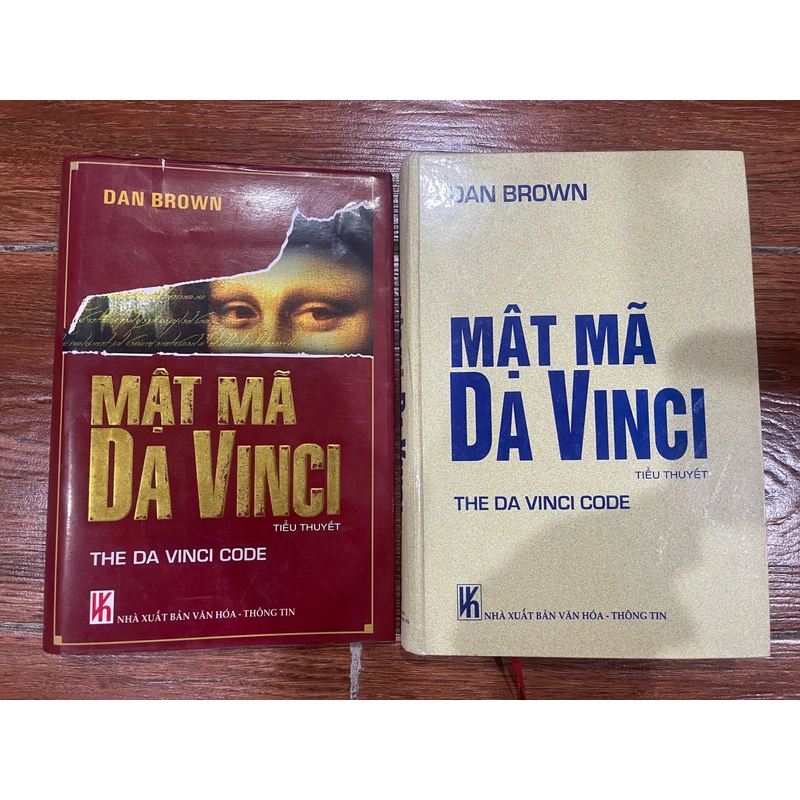 DAN BROWN
MẬT MÃ
DA VINCI
TIỂU THUYẾT
THE DA VINCI CODE
NHÀ XUẤT BẢN VĂN HÓA - THÔNG TIN
DAN BROWN
MẬT MÃ
DA VINCI
TIỂU THUYẾT
THE DA VINCI CODE
NHÀ XUẤT BẢN VĂN HÓA - THÔNG TIN